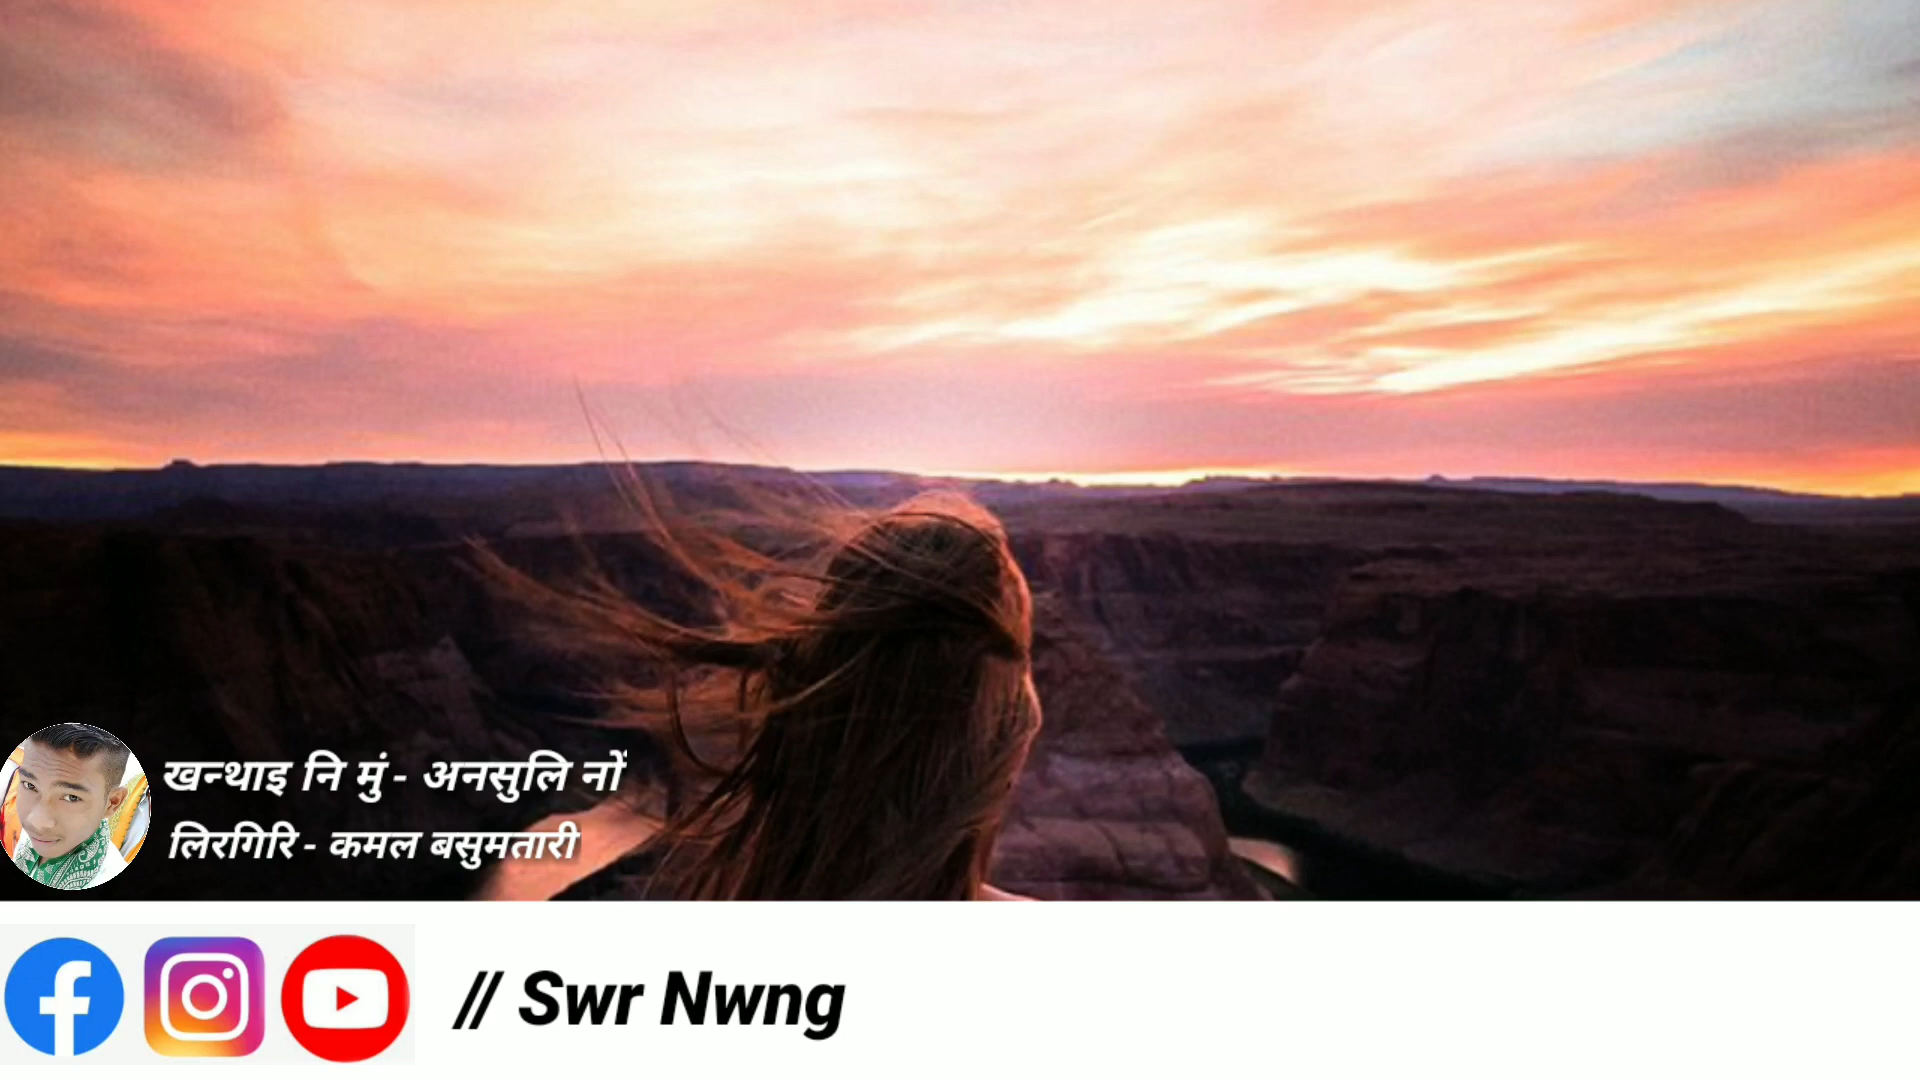 खन्थाइ नि मुं - अनसुलि नों
लिरगिरि - कमल बसुमतारी
// Swr Nwng